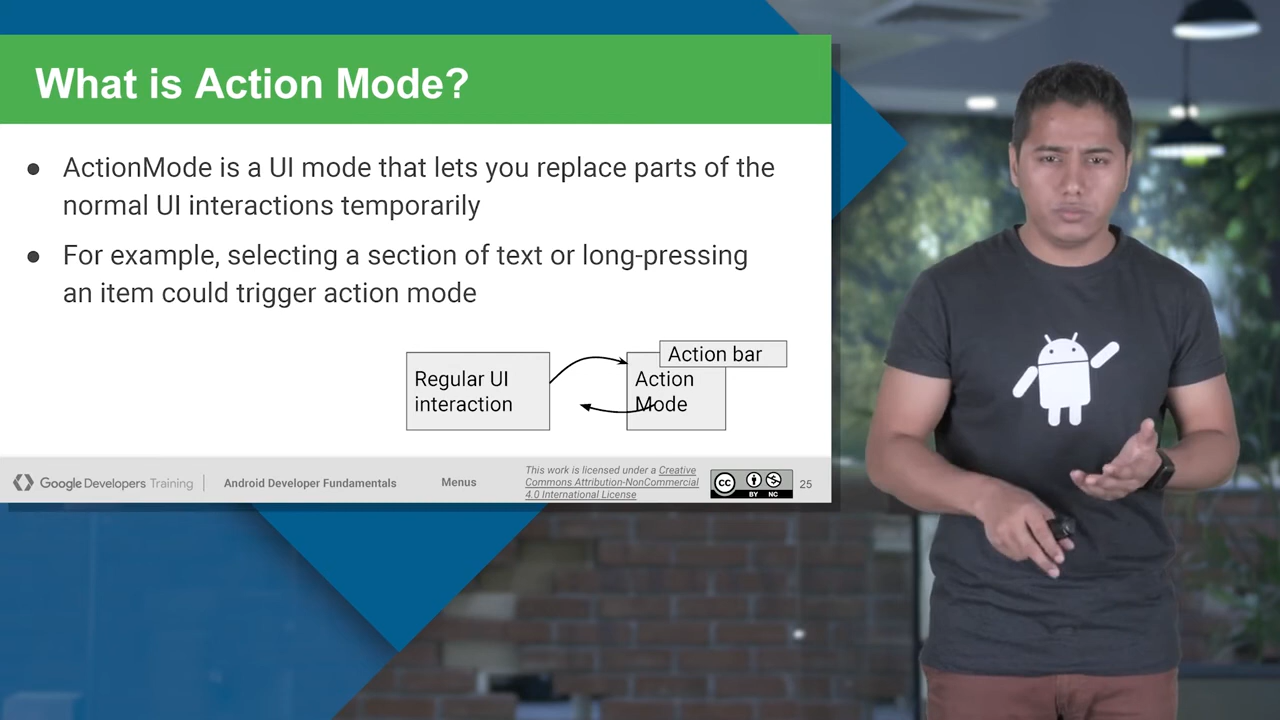 What is Action Mode?
● ActionMode is a UI mode that lets you replace parts of the
normal UI interactions temporarily
● For example, selecting a section of text or long-pressing
an item could trigger action mode
Action bar
Regular UI
interaction
Action
Mode
Google Developers Training
Android Developer Fundamentals
Menus
This work is licensed under a Creative
Commons Attribution-NonCommercial
4.0 International License
cc
BY NC
25